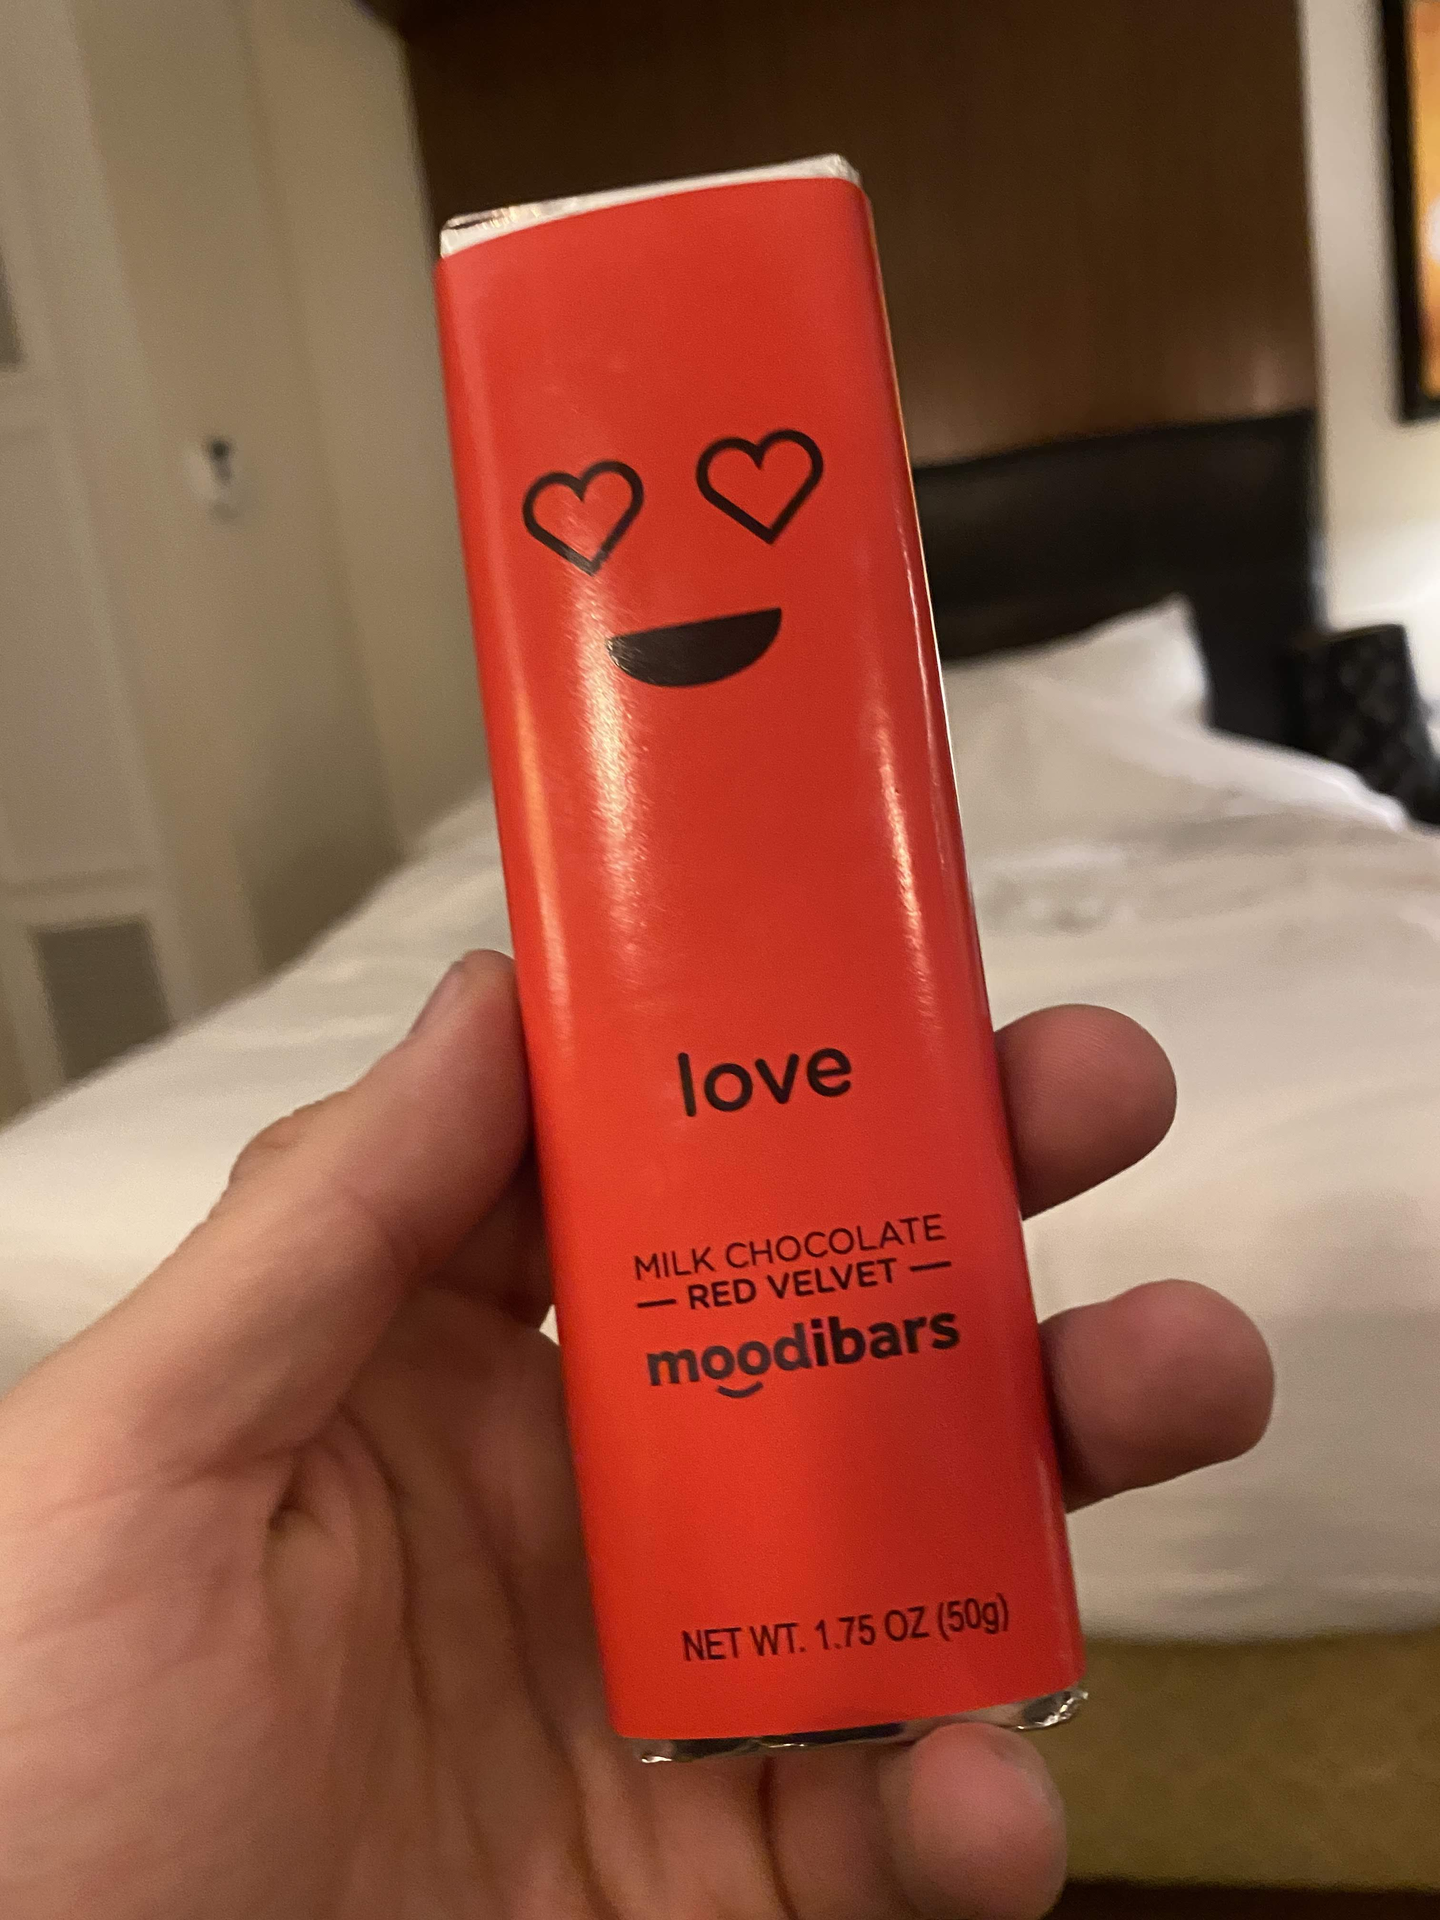 love
MILK CHOCOLATE
— RED VELVET —
moodibars
NET WT. 1.75 OZ (50g)